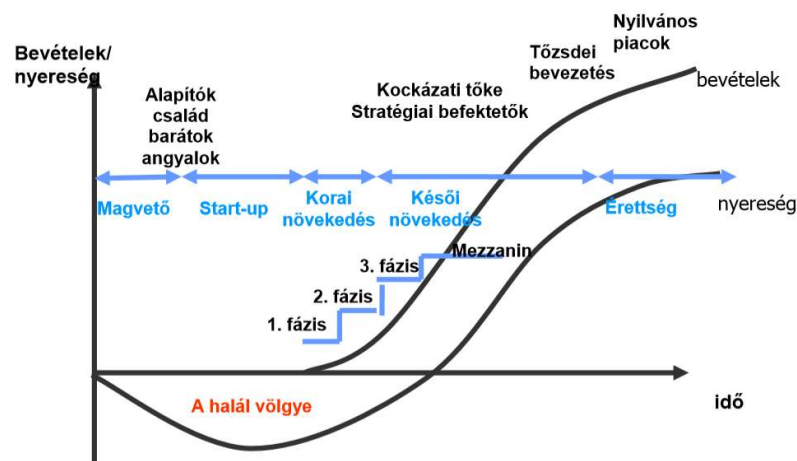 Nyilvános
piacok
Tőzsdei
bevezetés
Bevételek/
nyereség
Kockázati tőke
Stratégiai befektetők
bevételek
Alapítók
család
barátok
angyalok
Magvető
Start-up
Korai
növekedés
Késői
növekedés
Érettség
nyereség
Mezzanin
3. fázis
2. fázis
1. fázis
A halál völgye
idő